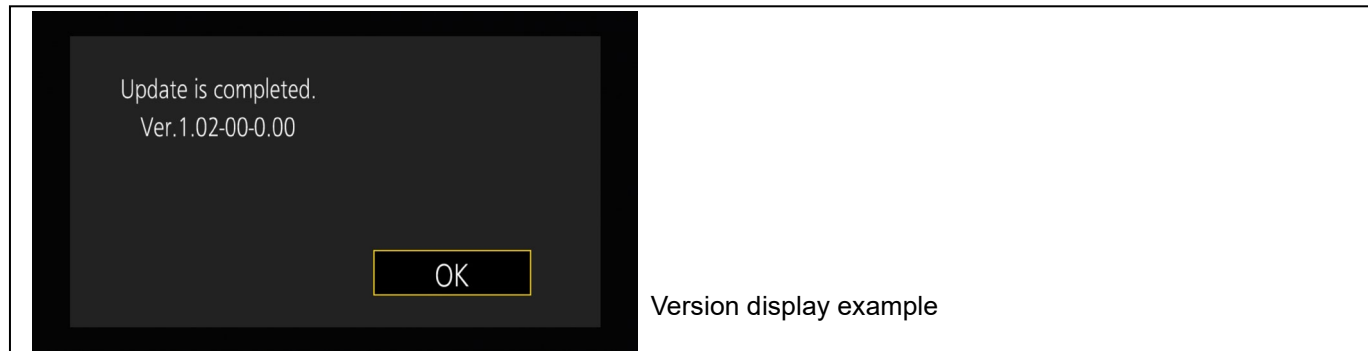 Update is completed.
Ver.1.02-00-0.00
OK
Version display example